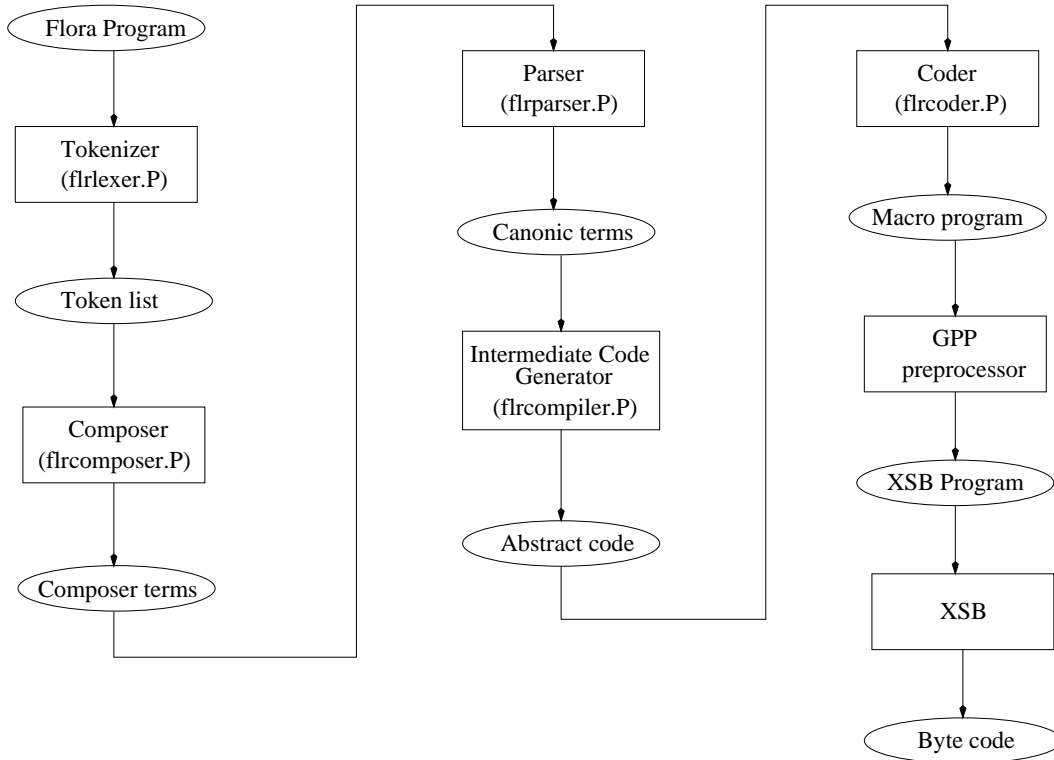 Flora Program
Tokenizer
(flrlexer.P)
Token list
Composer
(flrcomposer.P)
Composer terms
Parser
(flrparser.P)
Canonic terms
Intermediate Code
Generator
(flrcompiler.P)
Abstract code
Coder
(flrcoder.P)
Macro program
GPP
preprocessor
XSB Program
XSB
Byte code